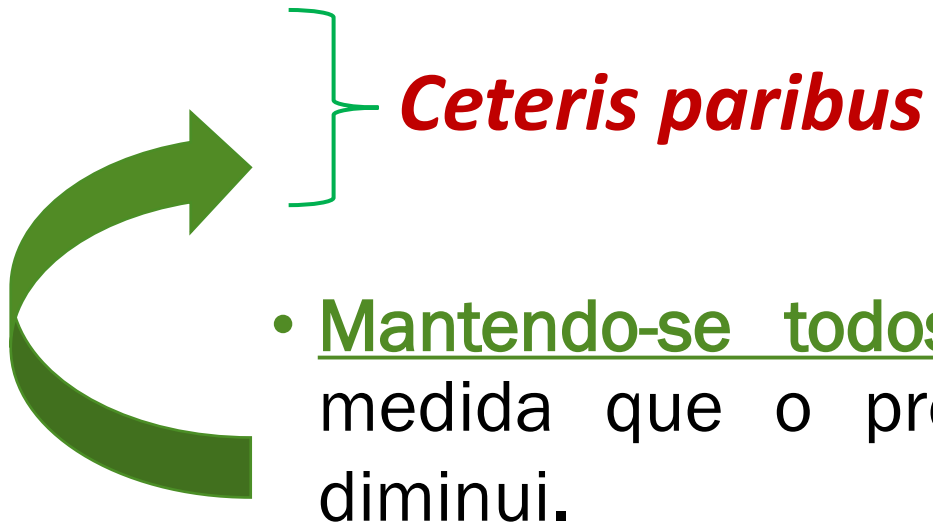 Ceteris paribus
• Mantendo-se todos
medida que o pr
diminui.